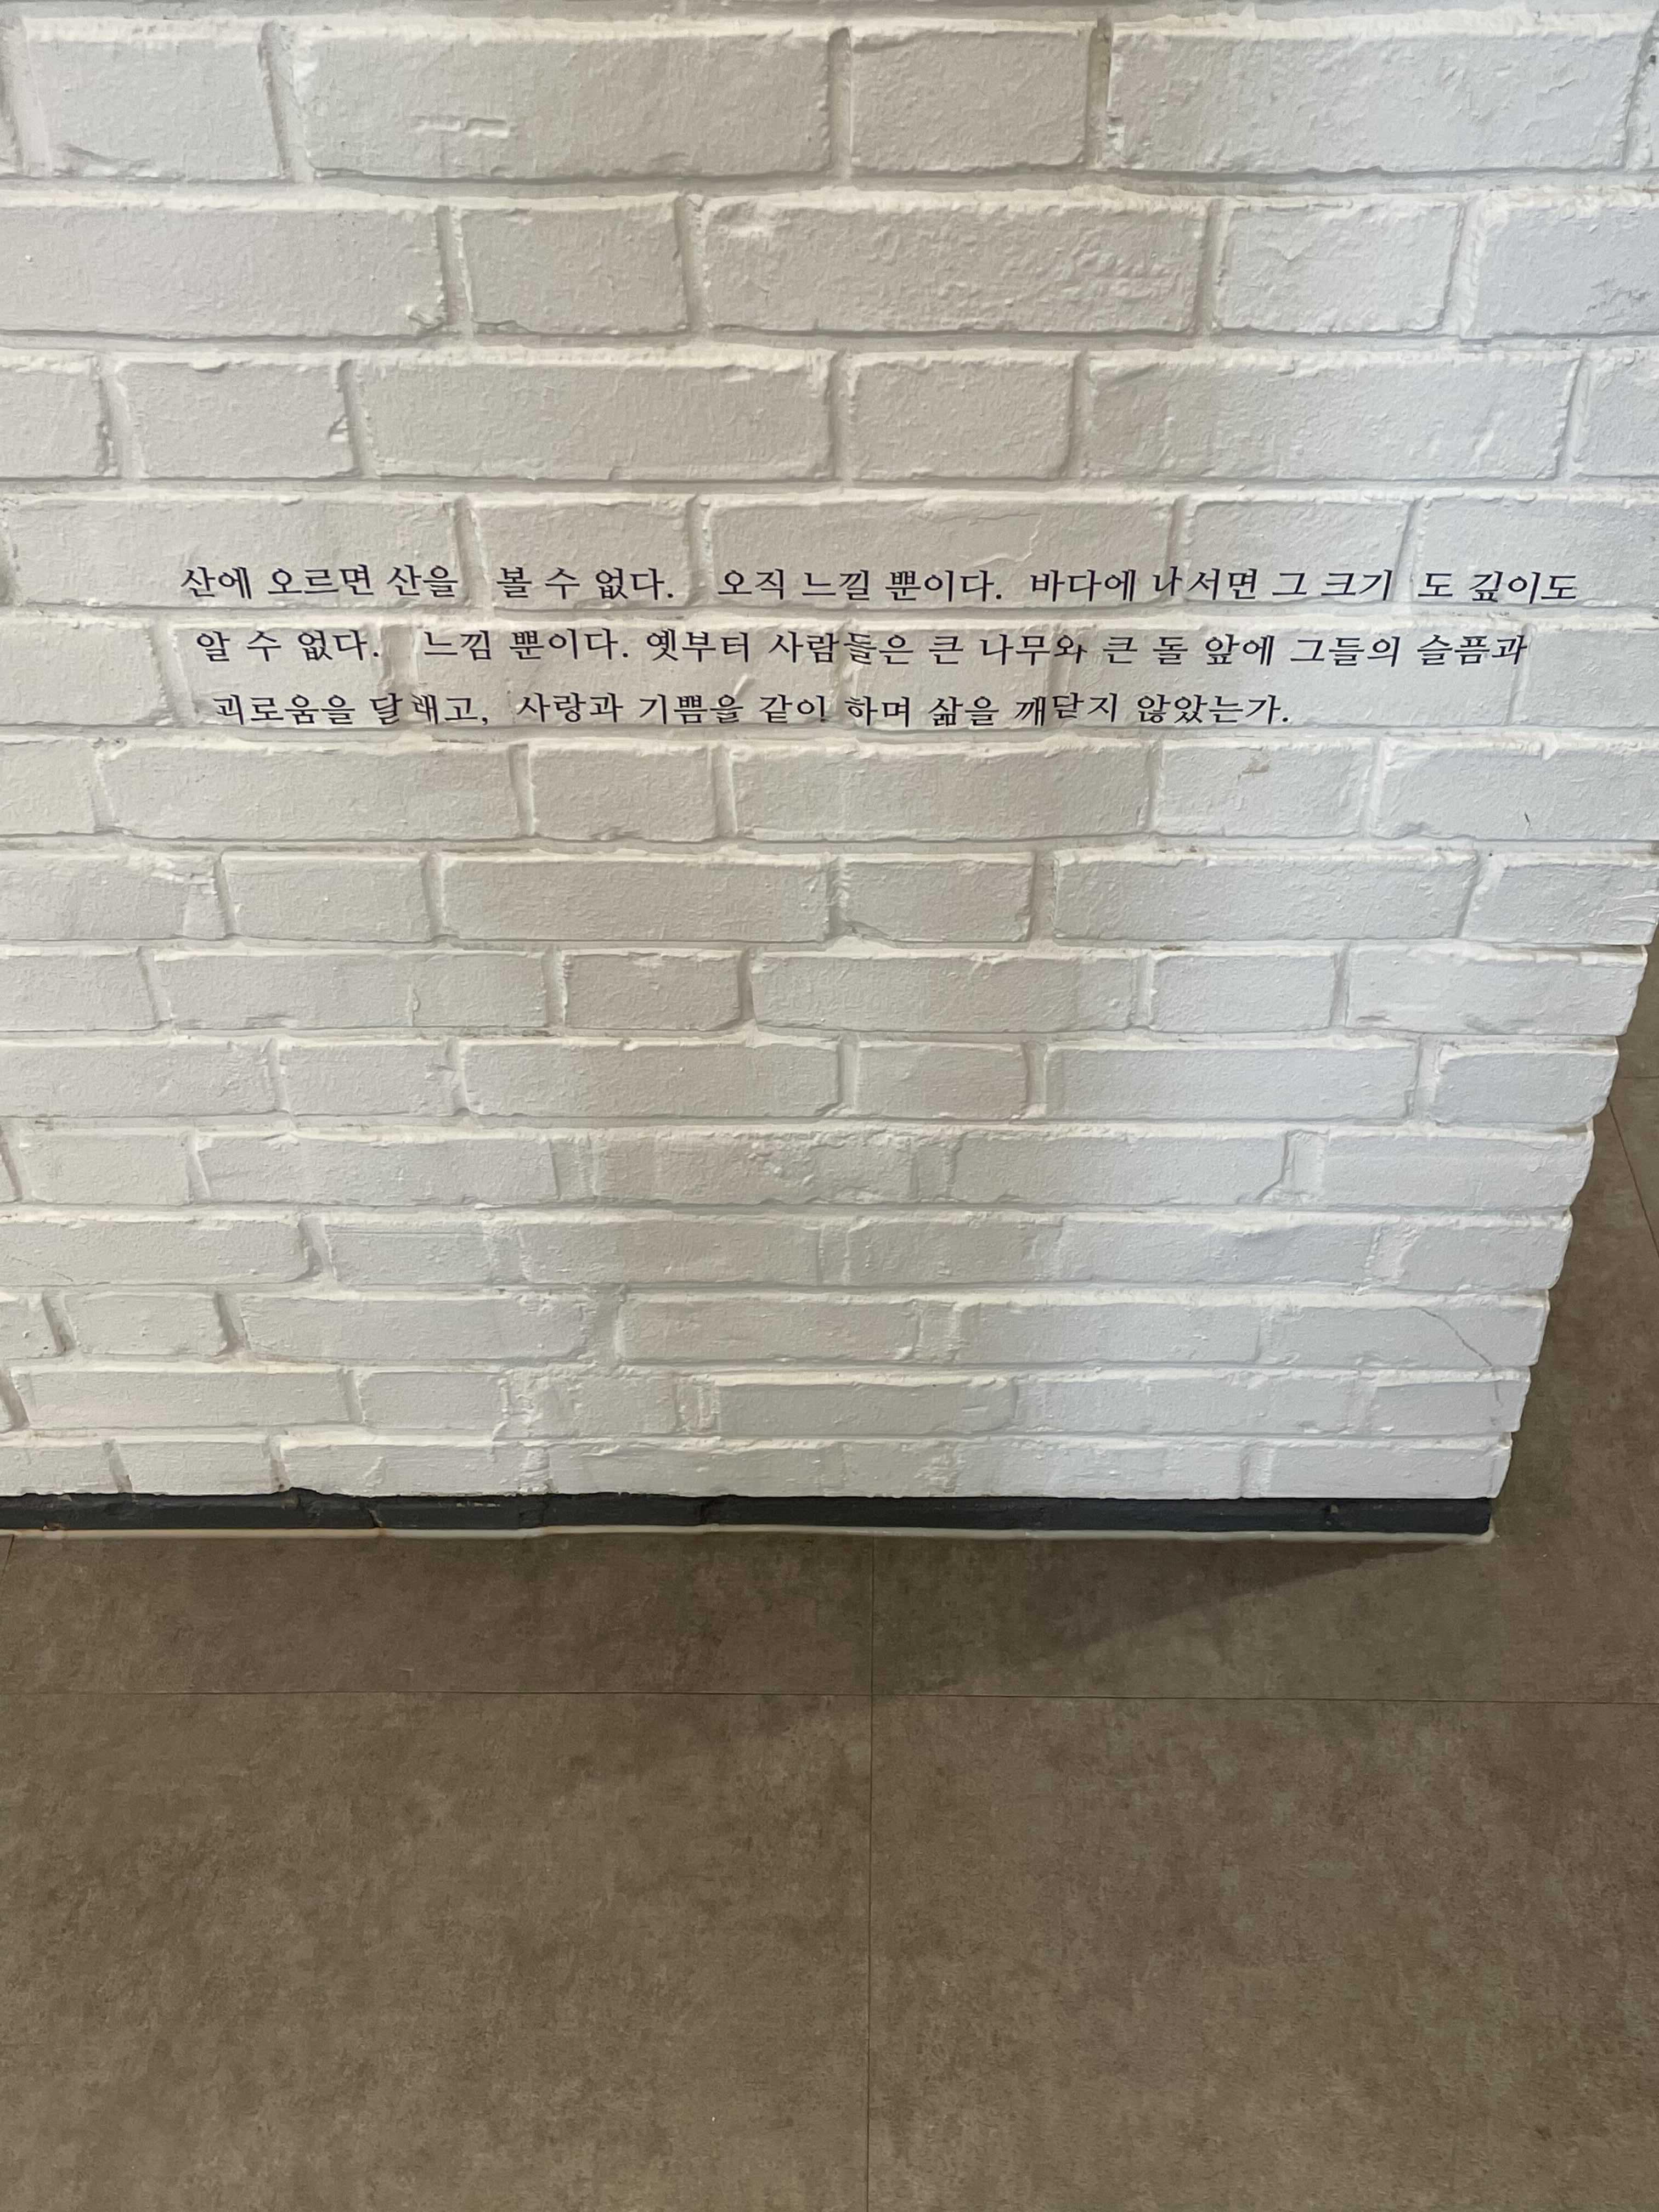 산에 오르면 산을 볼 수 없다. 오직 느낄 뿐이다. 바다에 나서면 그 크기 도 깊이도
알 수 없다. 느낌 뿐이다. 옛부터 사람들은 큰 나무와 큰 돌 앞에 그들의 슬픔과
괴로움을 달래고, 사랑과 기쁨을 같이 하며 삶을 깨닫지 않았는가.